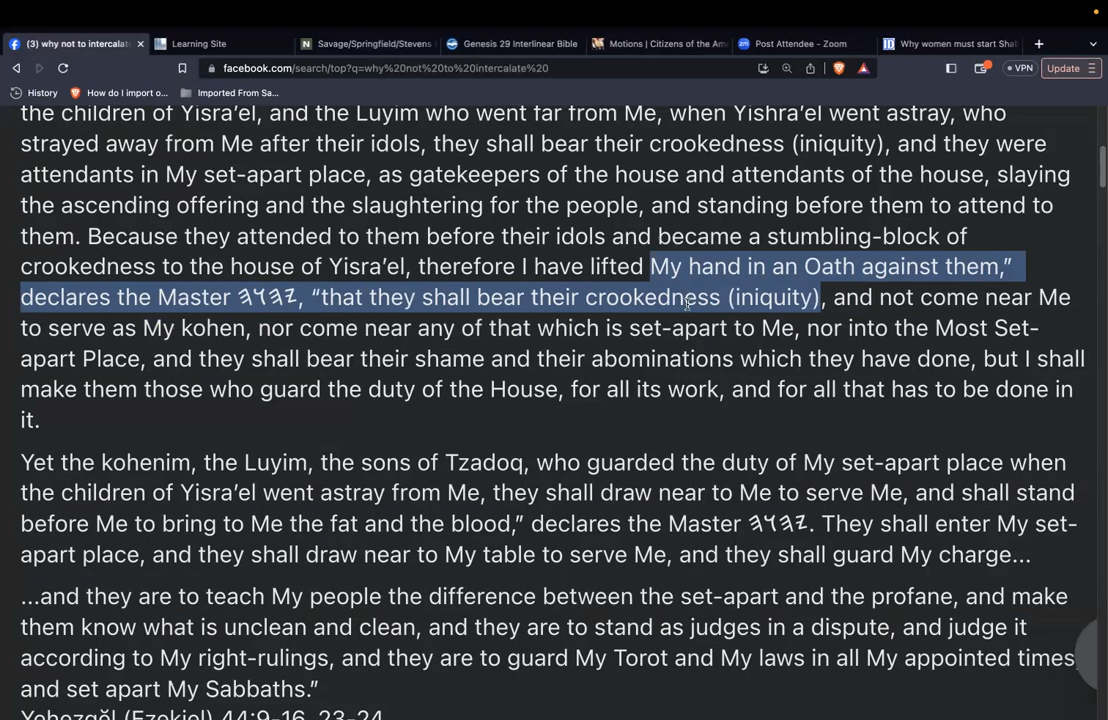 (3) why not to intercalat
Learning Site
Savage/Springfield/Stevens
Genesis 29 Interlinear Bible
Motions | Citizens of the Ame
Post Attendee - Zoom
Why women must start Shab
facebook.com/search/top?q=why%20not%20to%20intercalate%20
VPN
Update
History
How do I import o...
Imported From Sa...
the children of Yisra’el, and the Luyim who went far from Me, when Yishra’el went astray, who
strayed away from Me after their idols, they shall bear their crookedness (iniquity), and they were
attendants in My set-apart place, as gatekeepers of the house and attendants of the house, slaying
the ascending offering and the slaughtering for the people, and standing before them to attend to
them. Because they attended to them before their idols and became a stumbling-block of
crookedness to the house of Yisra’el, therefore I have lifted My hand in an Oath against them,”
declares the Master 𐤉𐤄𐤅𐤄, “that they shall bear their crookedness (iniquity), and not come near Me
to serve as My kohen, nor come near any of that which is set-apart to Me, nor into the Most Set-
apart Place, and they shall bear their shame and their abominations which they have done, but I shall
make them those who guard the duty of the House, for all its work, and for all that has to be done in
it.
Yet the kohenim, the Luyim, the sons of Tzadoq, who guarded the duty of My set-apart place when
the children of Yisra’el went astray from Me, they shall draw near to Me to serve Me, and shall stand
before Me to bring to Me the fat and the blood,” declares the Master 𐤉𐤄𐤅𐤄. They shall enter My set-
apart place, and they shall draw near to My table to serve Me, and they shall guard My charge...
...and they are to teach My people the difference between the set-apart and the profane, and make
them know what is unclean and clean, and they are to stand as judges in a dispute, and judge it
according to My right-rulings, and they are to guard My Torot and My laws in all My appointed times,
and set apart My Sabbaths.”
Yehezqĕl (Ezekiel) 44:9-16, 23-24